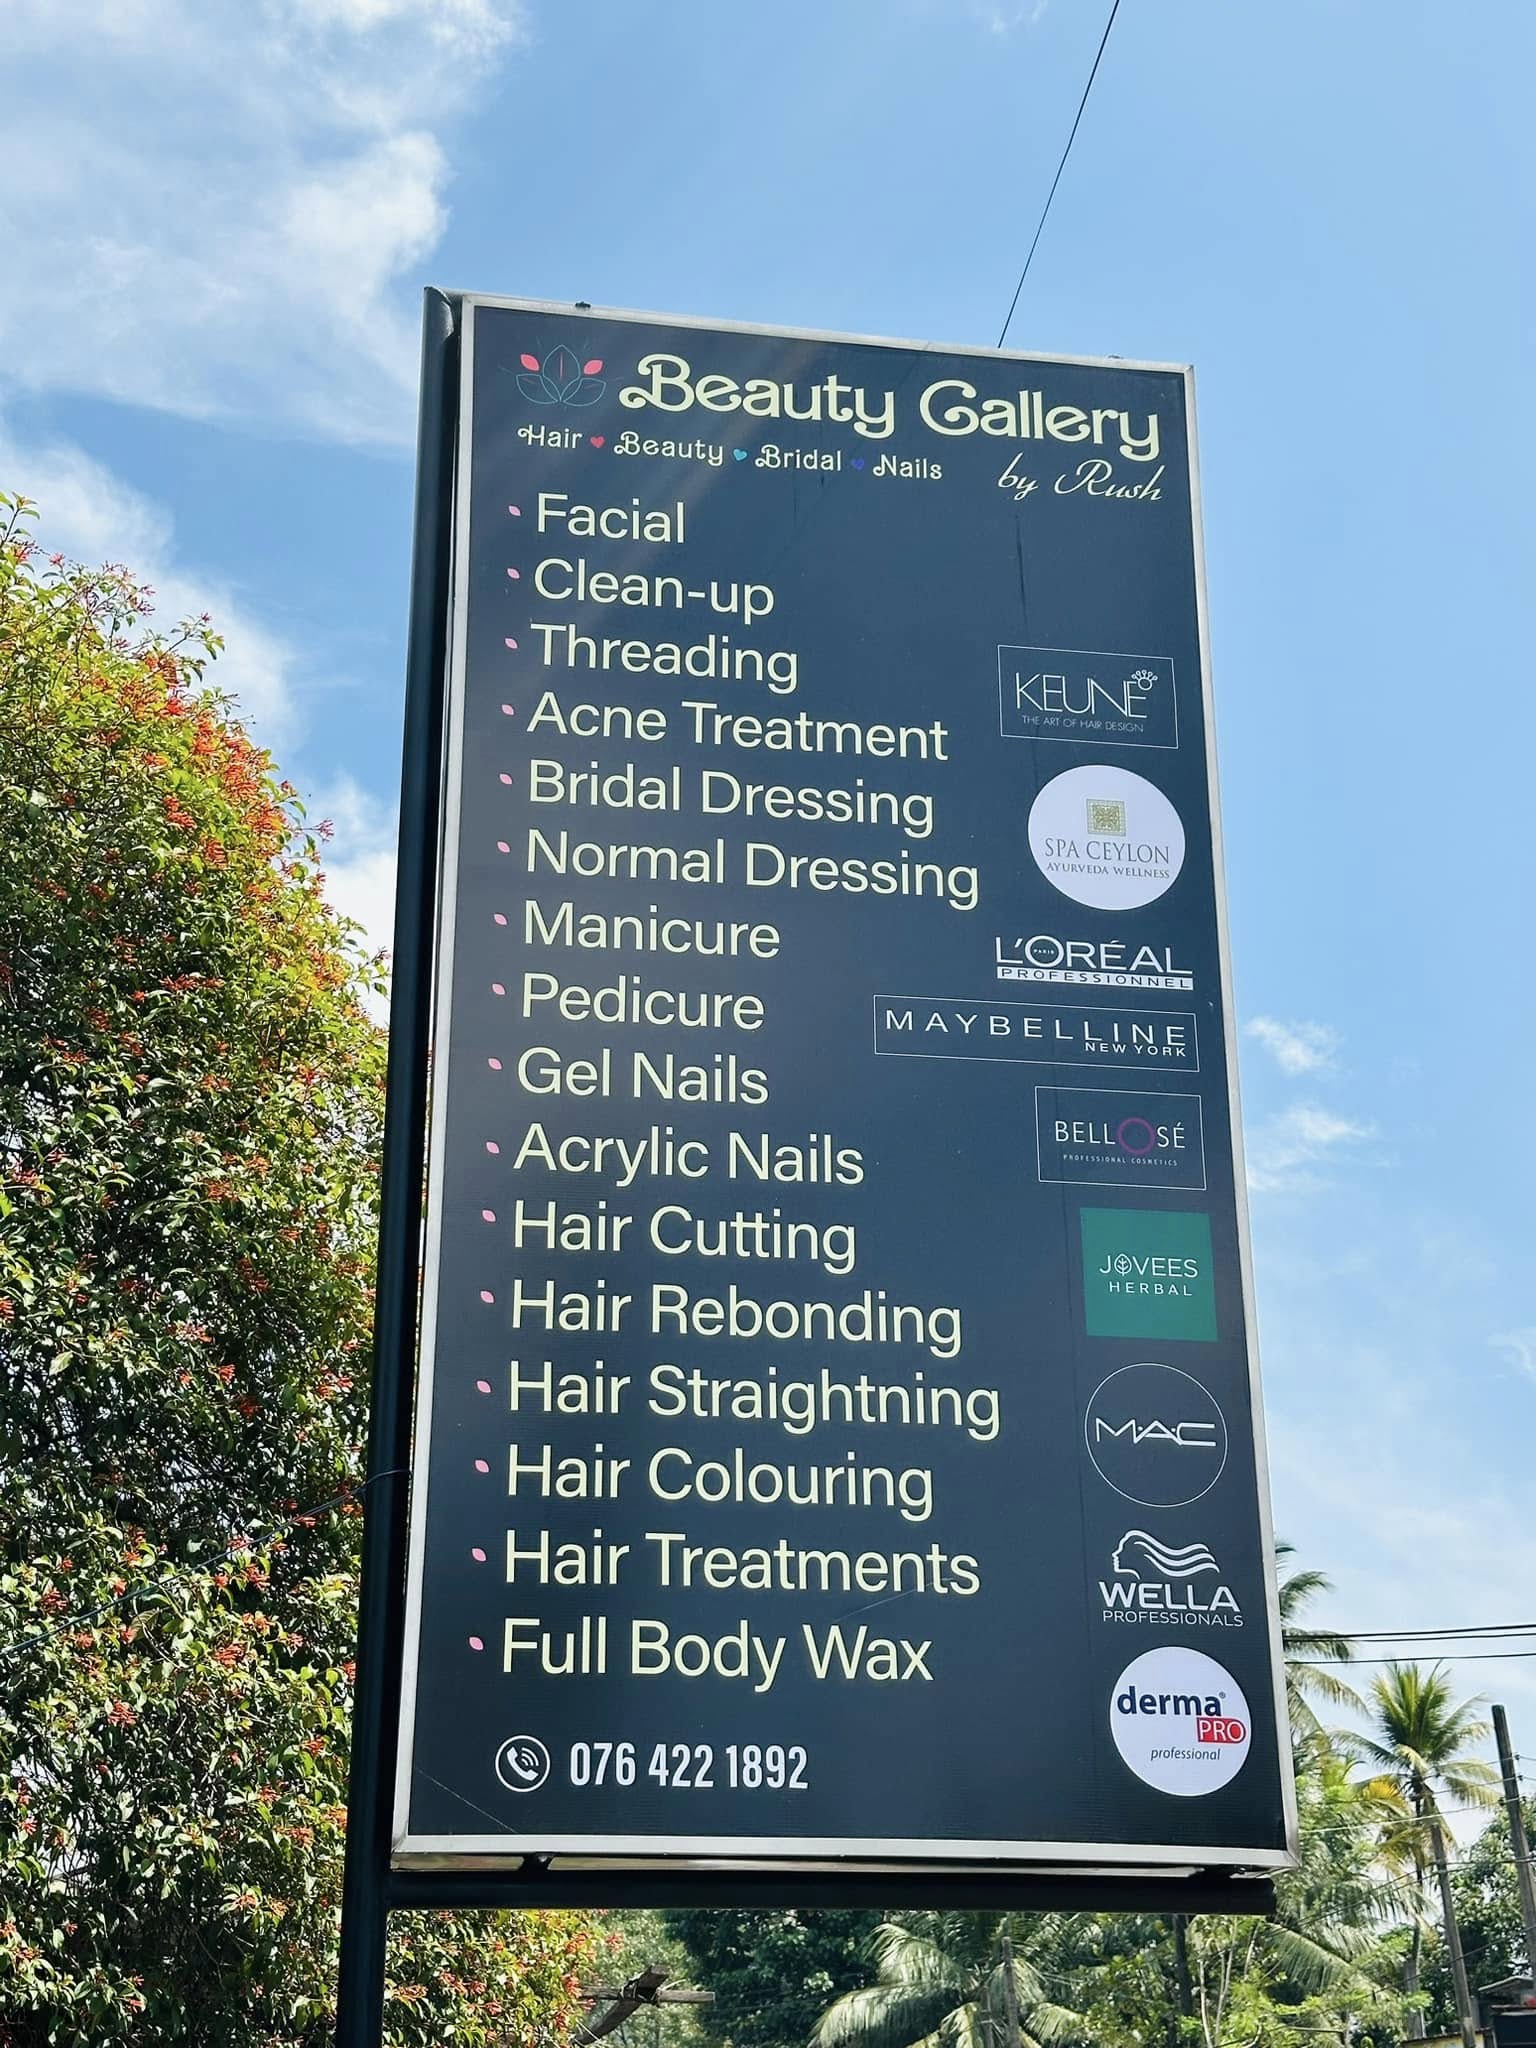 Beauty Gallery
by Rush
Hair Beauty Bridal Nails
Facial
Clean-up
Threading
Acne Treatment
Bridal Dressing
Normal Dressing
Manicure
Pedicure
Gel Nails
Acrylic Nails
Hair Cutting
Hair Rebonding
Hair Straightning
Hair Colouring
Hair Treatments
Full Body Wax
076 422 1892
KEUNE
THE ART OF HAIR DESIGN
SPA CEYLON
AYURVEDA WELLNESS
L'ORÉAL
PARIS
PROFESSIONNEL
MAYBELLINE
NEW YORK
BELLOSÉ
PROFESSIONAL COSMETICS
JOVEES
HERBAL
MAC
WELLA
PROFESSIONALS
derma®
PRO
professional